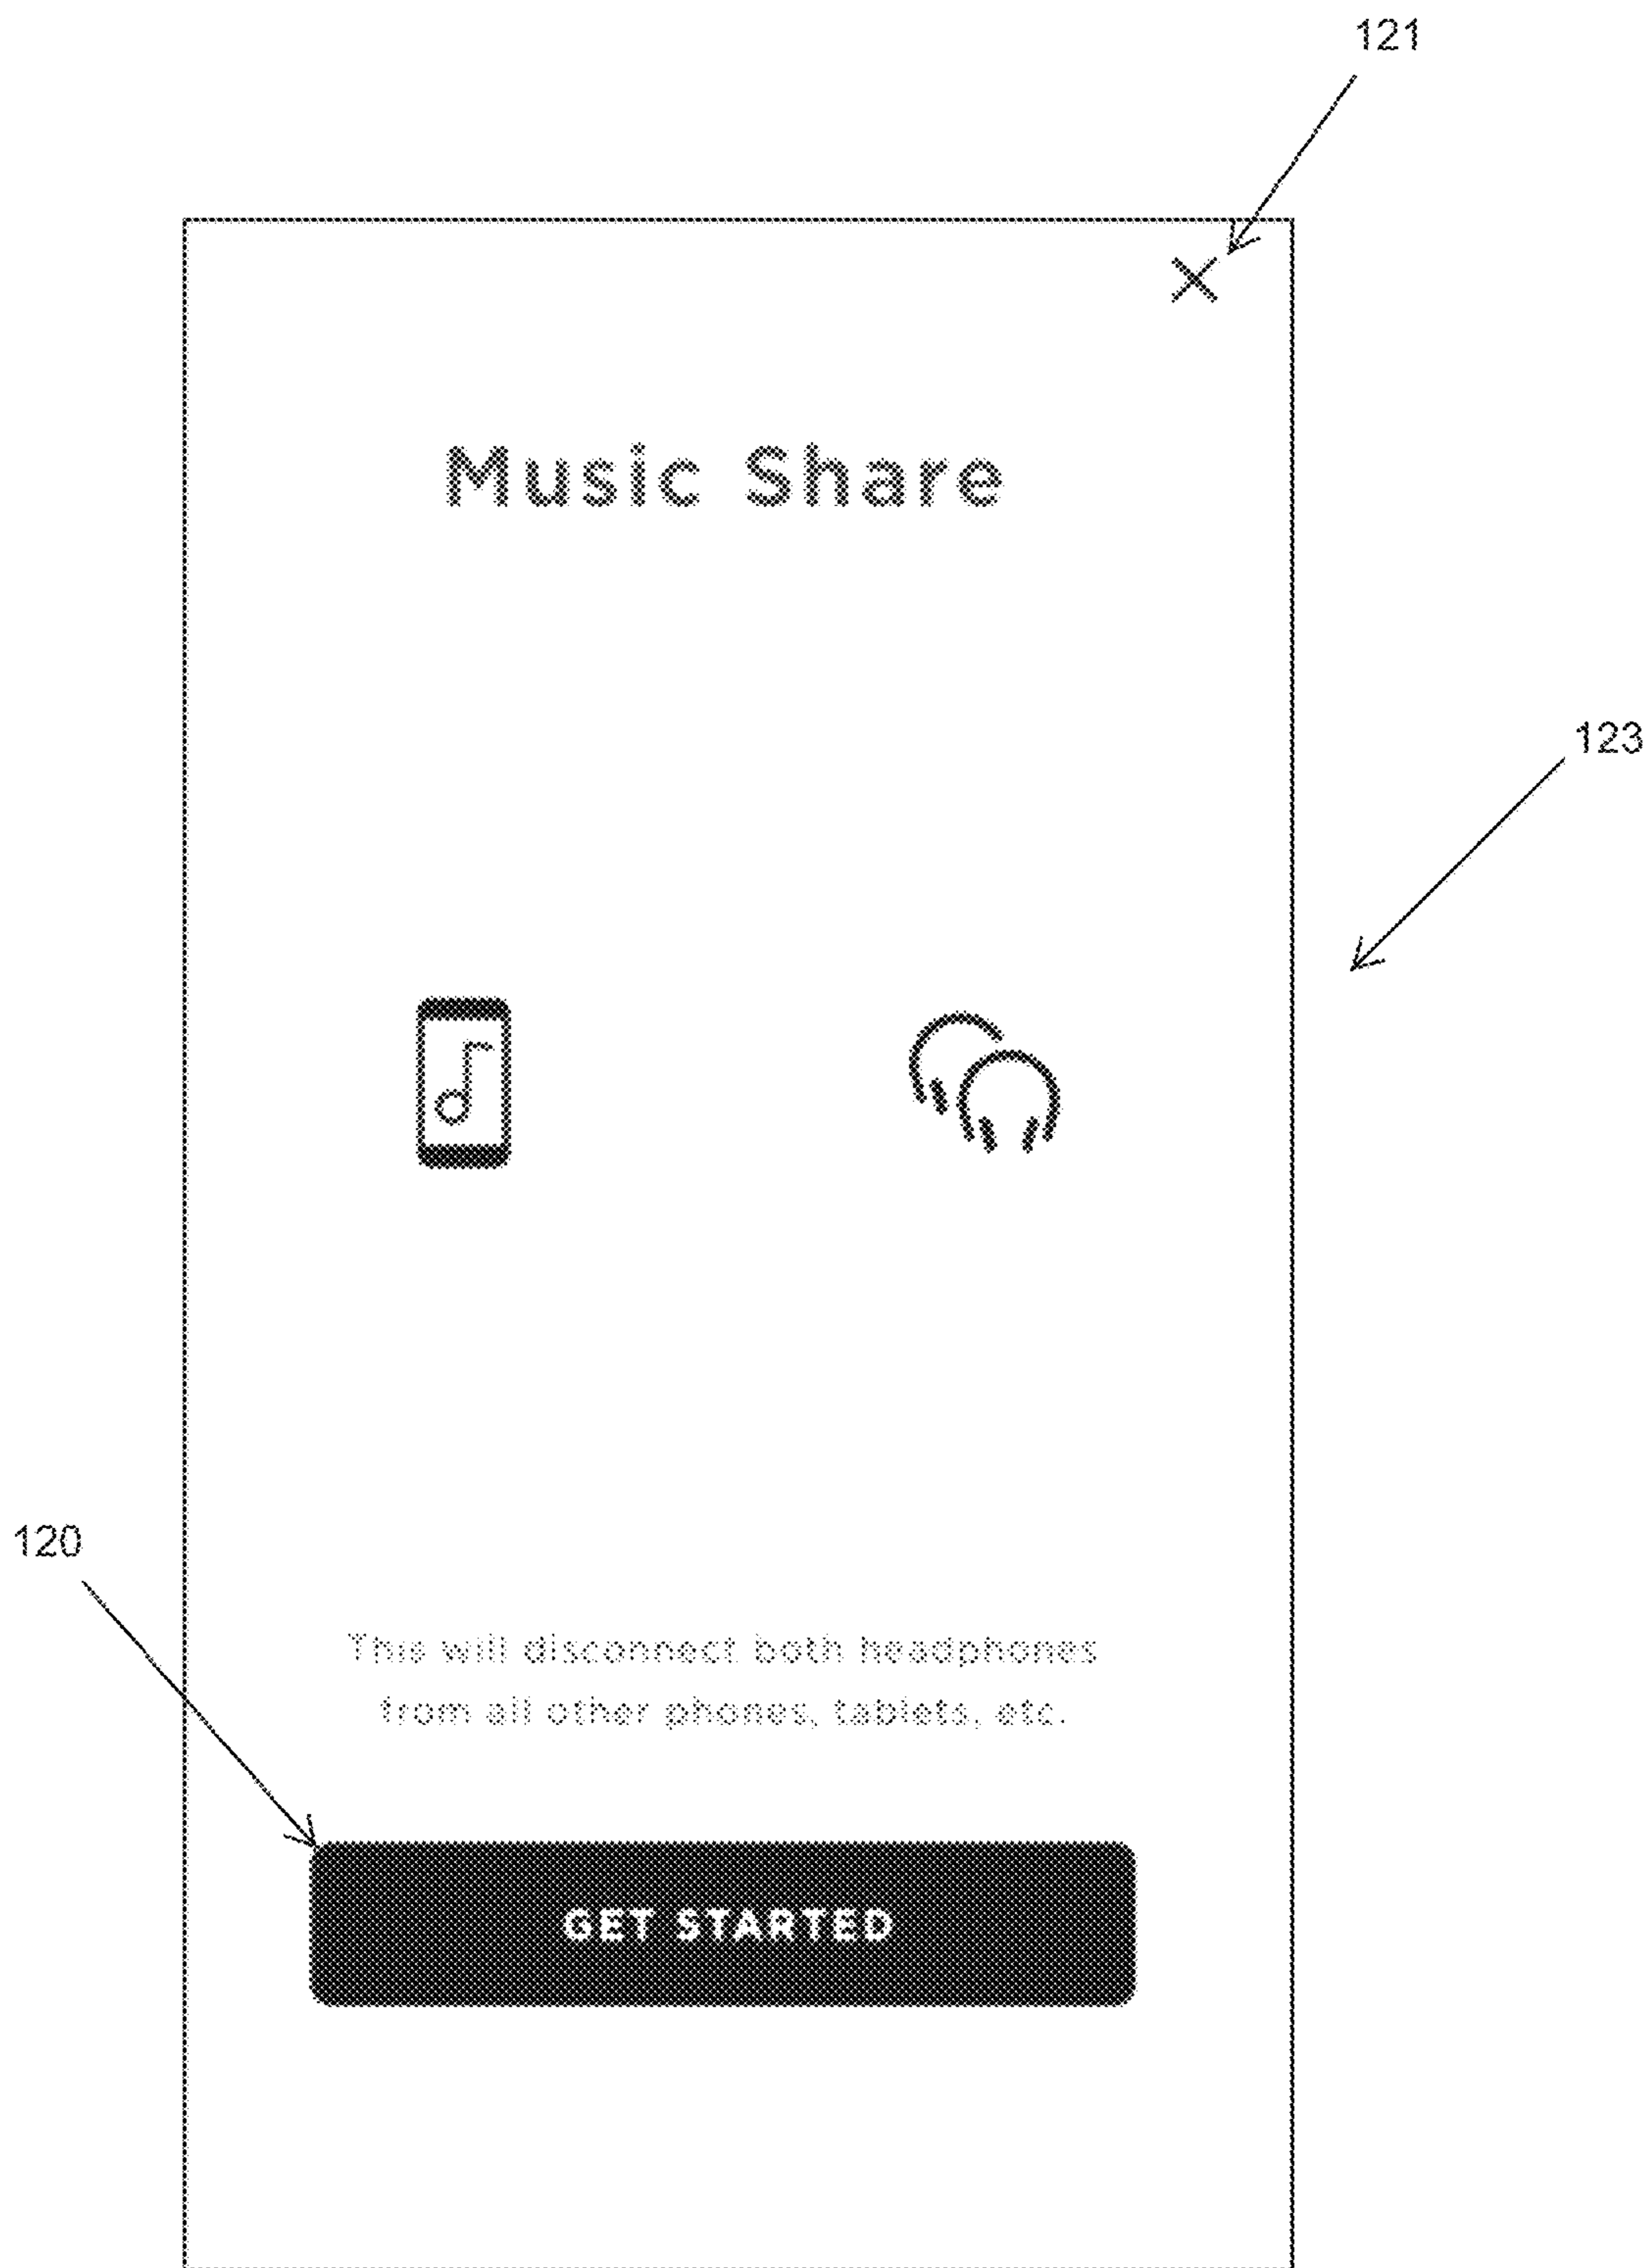 121
Music Share
123
120
This will disconnect both headphones
from all other phones, tablets, etc.
GET STARTED